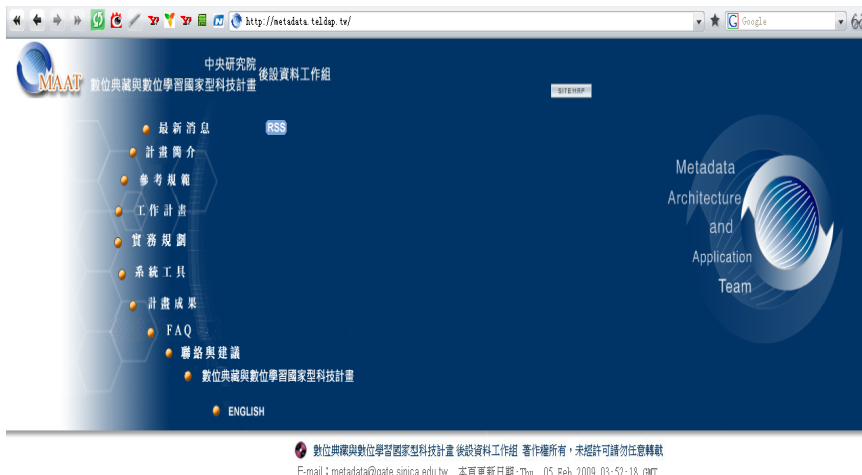 http://metadata.teldap.tw/
Google
MAAT
中央研究院
數位典藏與數位學習國家型科技計畫
後設資料工作組
SITEMAP
最新消息
RSS
計畫簡介
參考規範
工作計畫
實務規劃
系統工具
計畫成果
FAQ
聯絡與建議
數位典藏與數位學習國家型科技計畫
ENGLISH
Metadata
Architecture
and
Application
Team
數位典藏與數位學習國家型科技計畫 後設資料工作組 著作權所有，未經許可請勿任意轉載
E-mail：metadata@gate.sinica.edu.tw 本頁更新日期:Thu, 05 Feb 2009 03:52:18 GMT